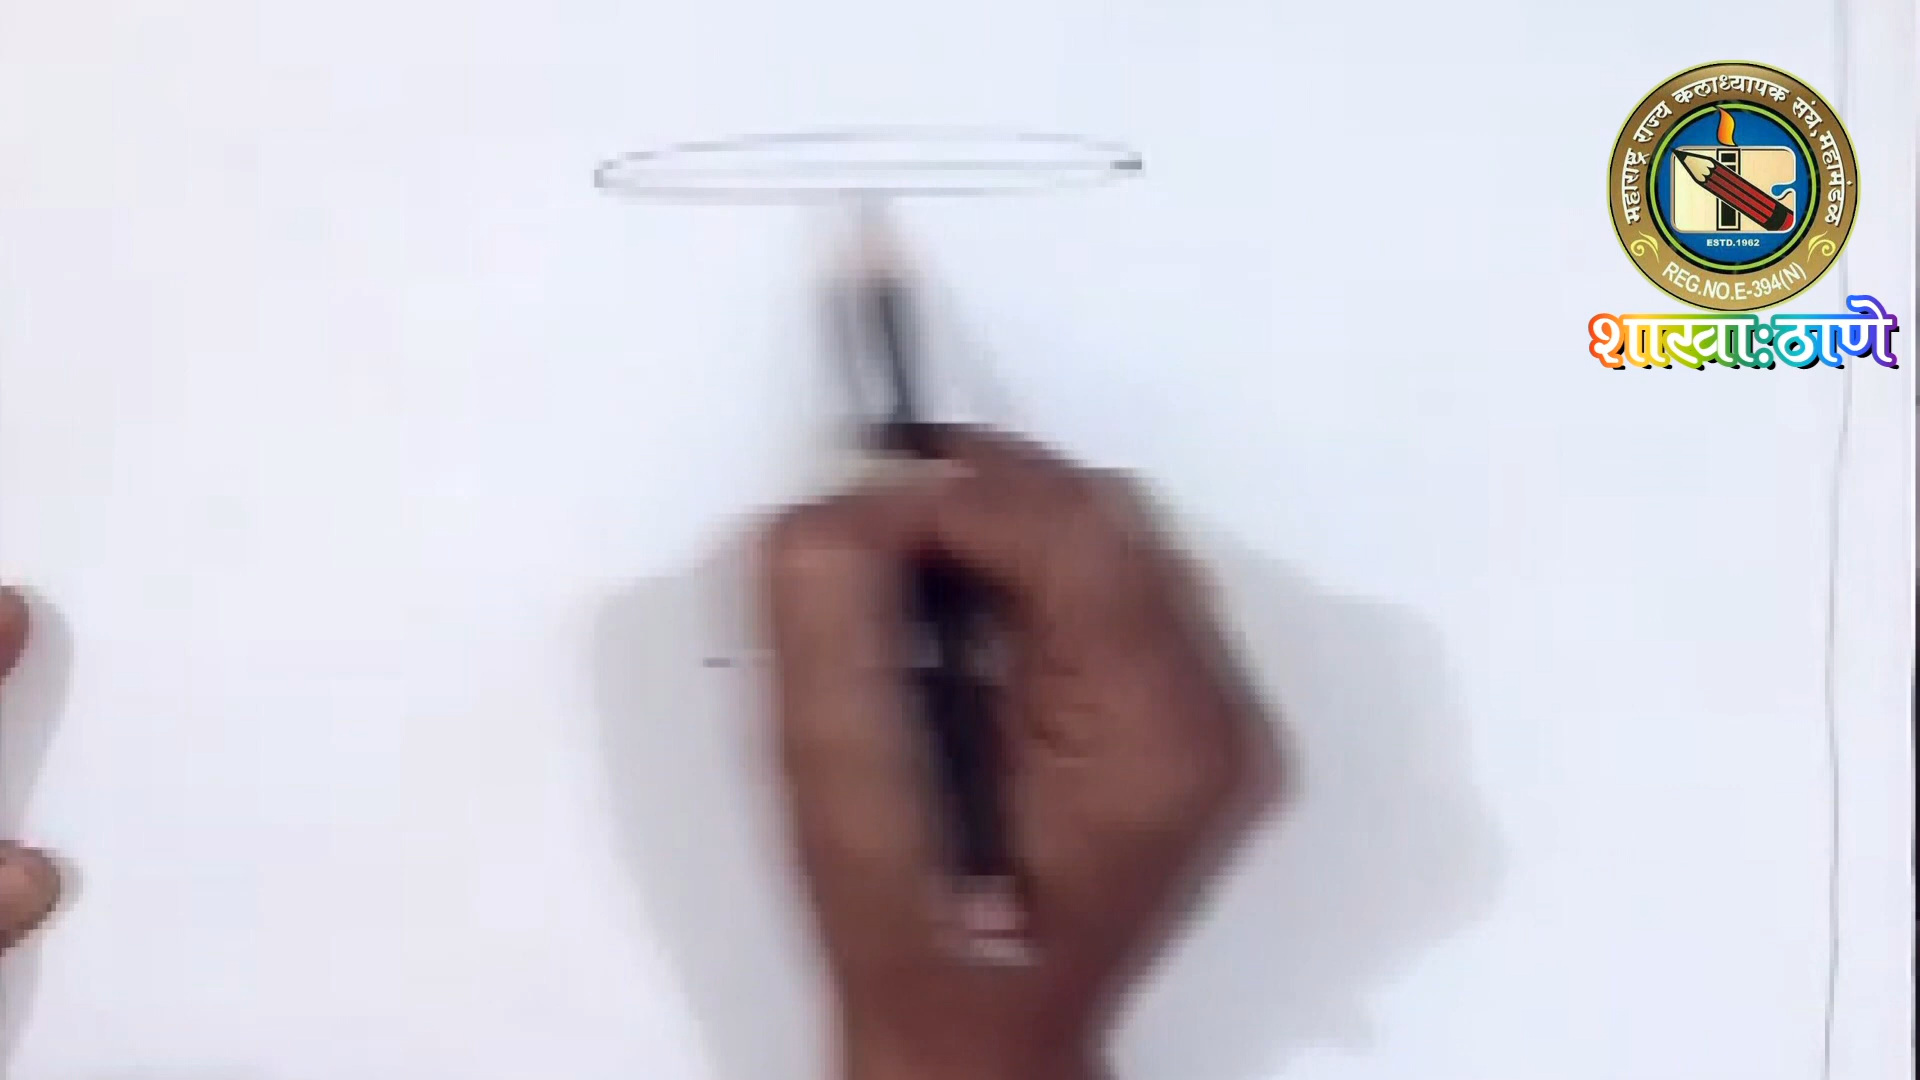 महाराष्ट्र राज्य कलाध्यापक संघ, महामंडळ
ESTD.1962
REG.NO.E-394(N)
शाखा:ठाणे